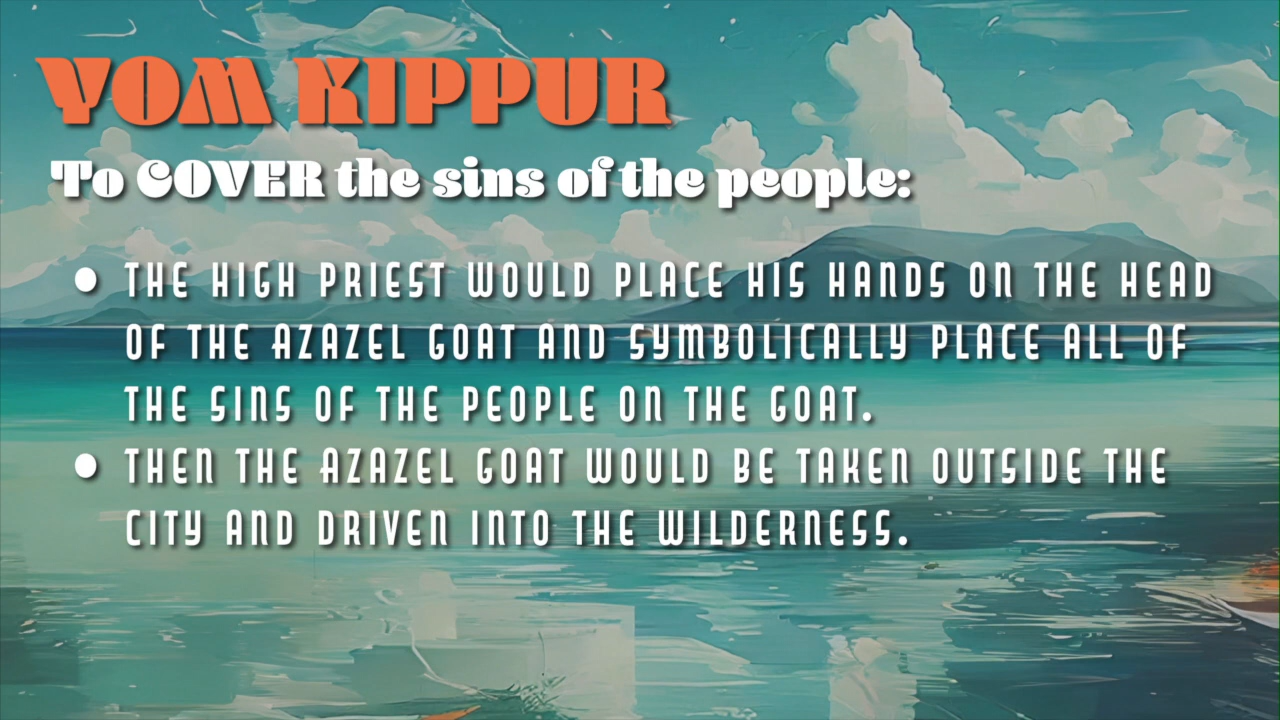 YOM KIPPUR
To COVER the sins of the people:
• THE HIGH PRIEST WOULD PLACE HIS HANDS ON THE HEAD
OF THE AZAZEL GOAT AND SYMBOLICALLY PLACE ALL OF
THE SINS OF THE PEOPLE ON THE GOAT.
• THEN THE AZAZEL GOAT WOULD BE TAKEN OUTSIDE THE
CITY AND DRIVEN INTO THE WILDERNESS.